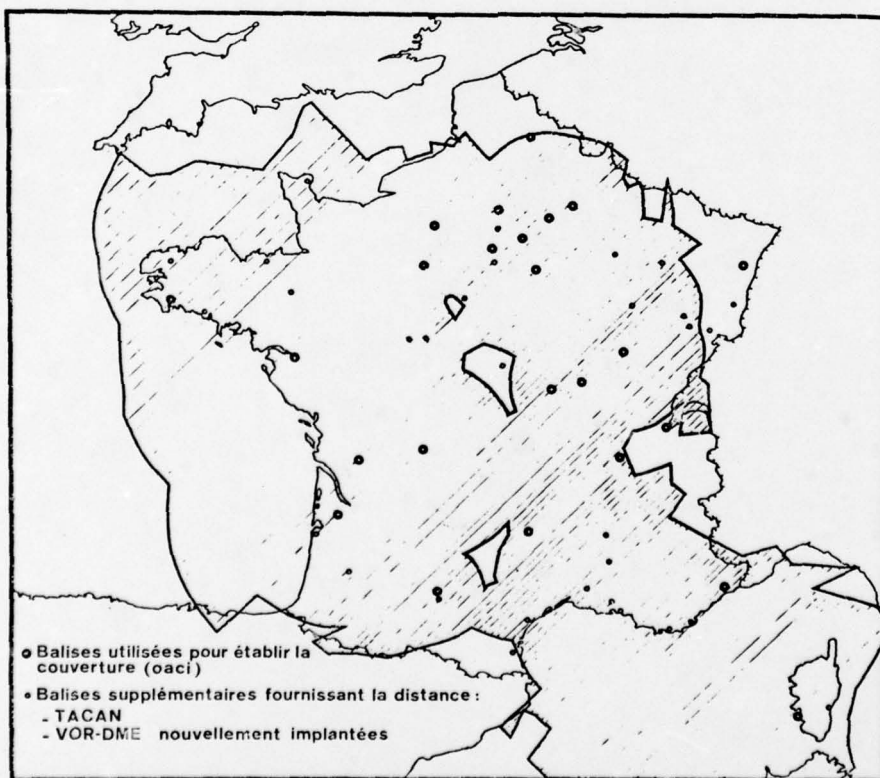 Balises utilisées pour établir la
couverture (oaci)
Balises supplémentaires fournissant la distance :
- TACAN
- VOR-DME nouvellement implantées